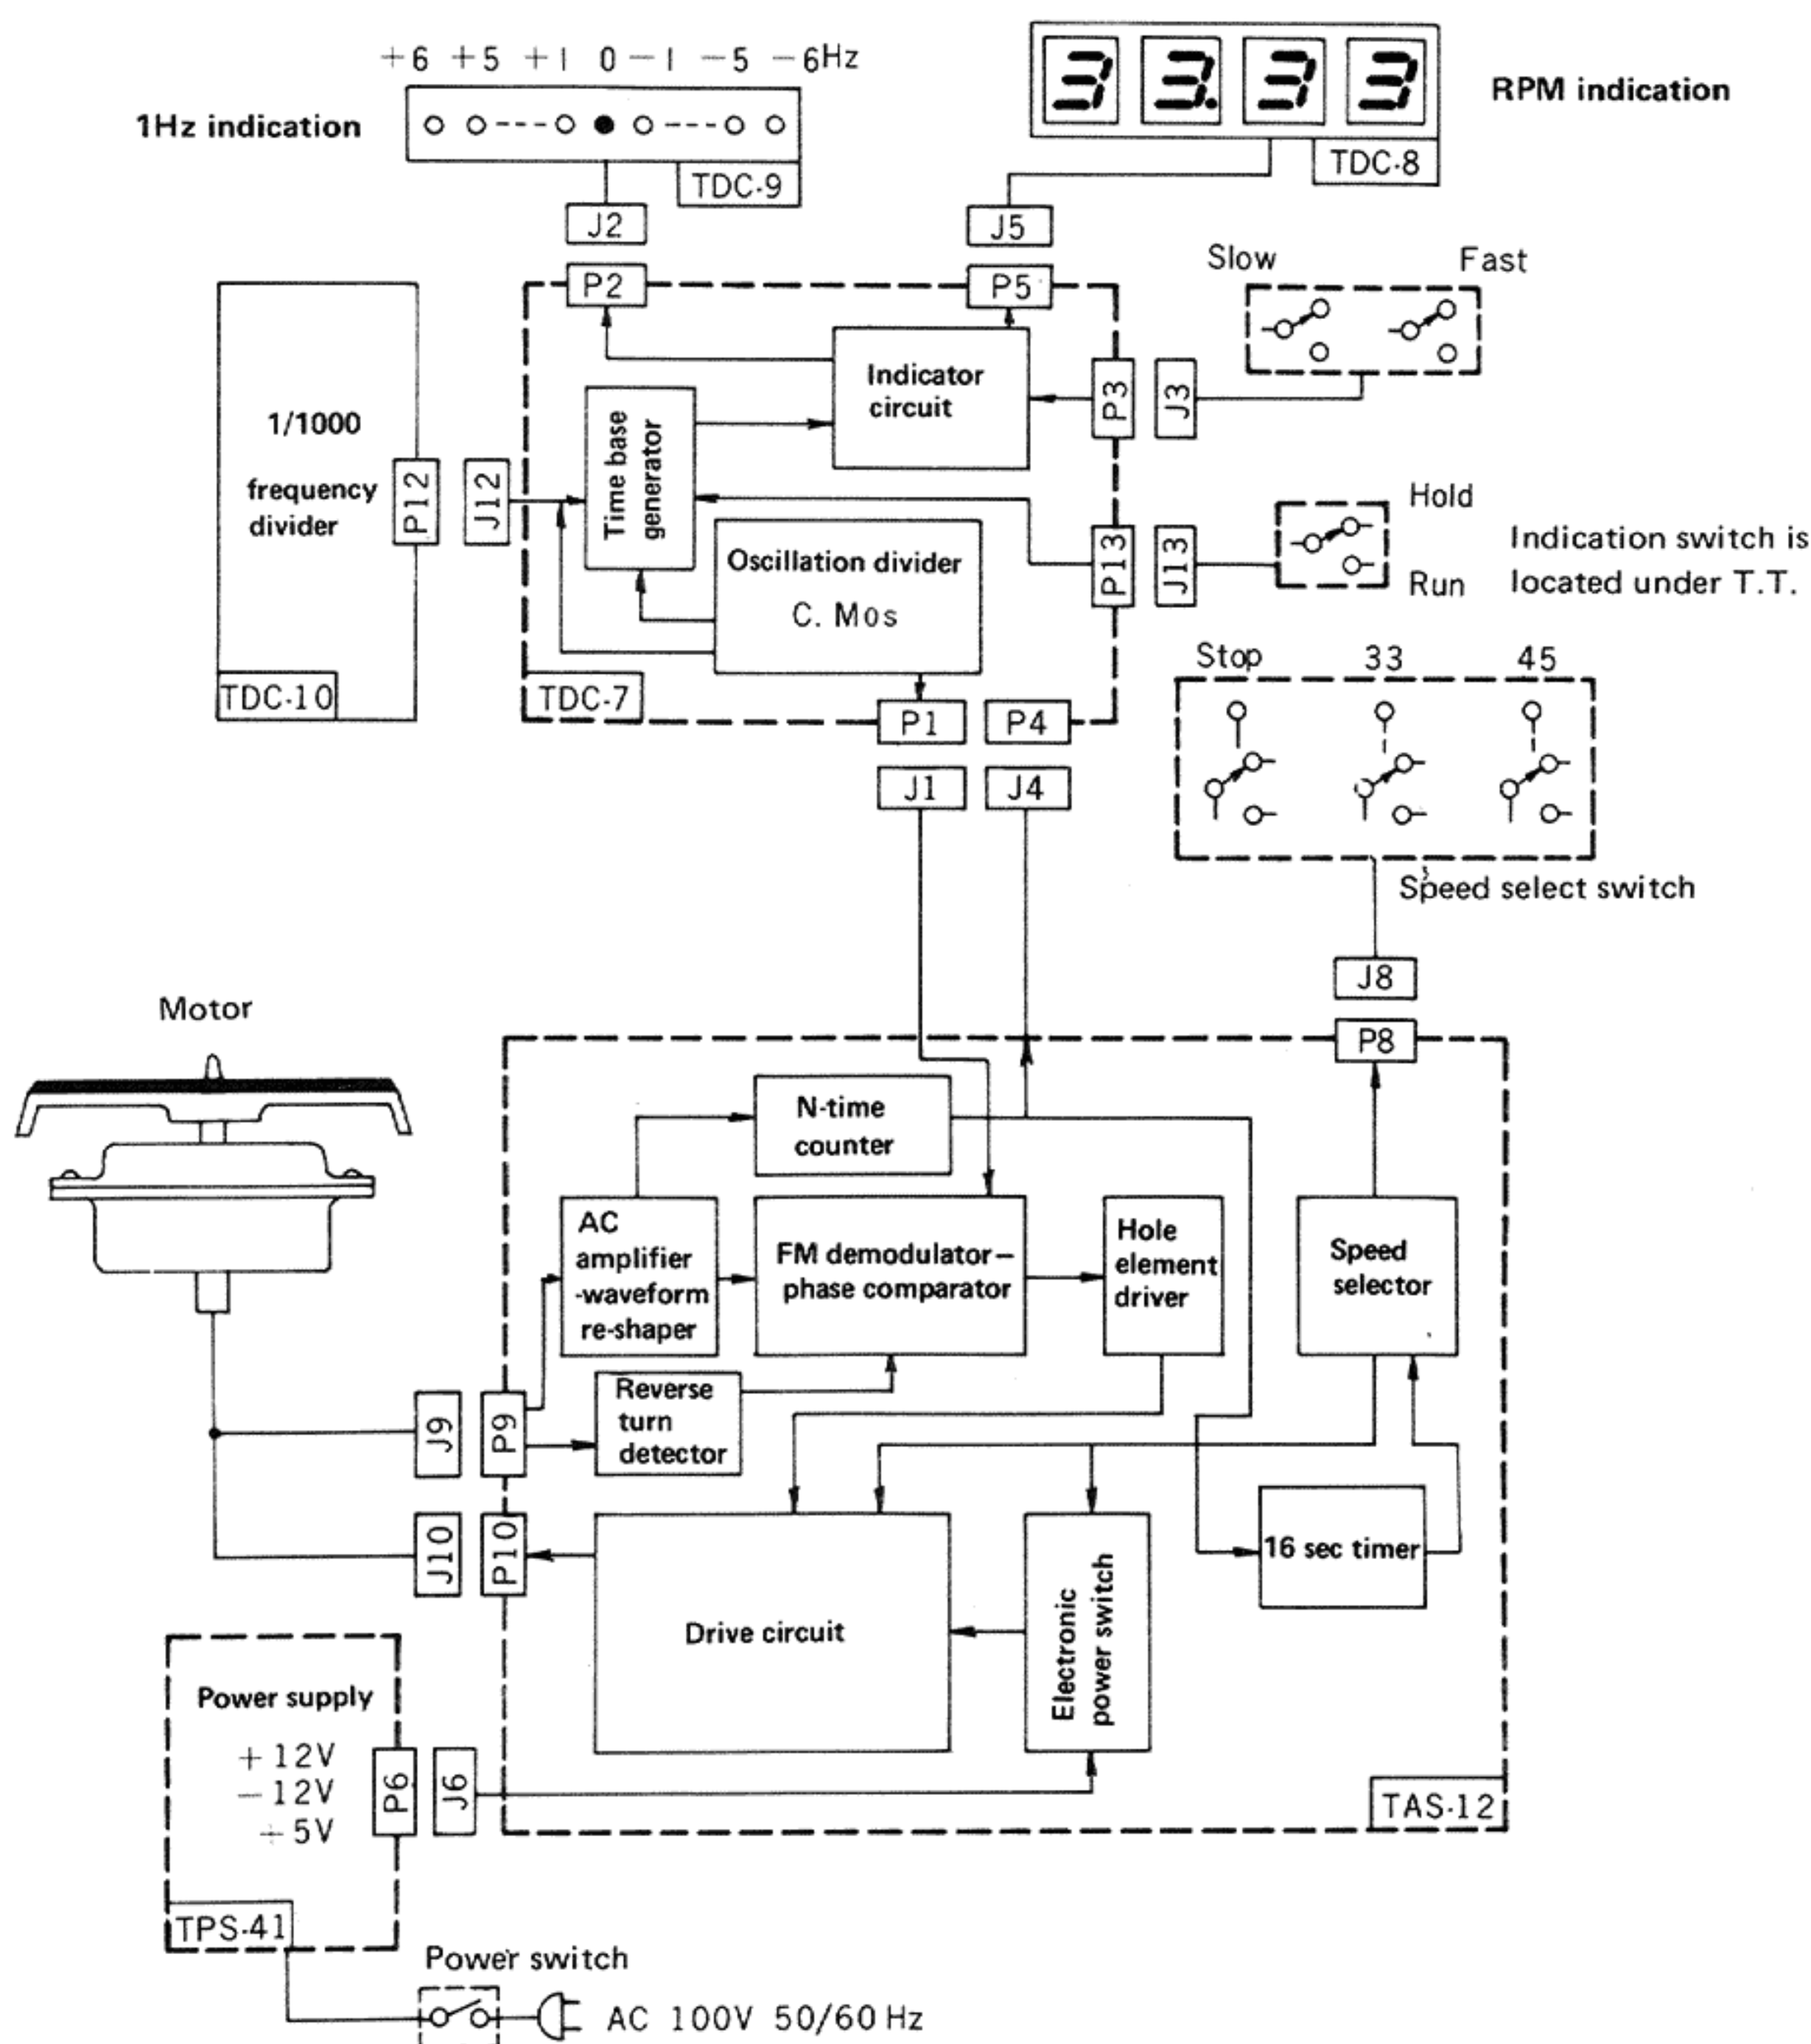 +6 +5 +1 0 -1 -5 -6Hz
1Hz indication
TDC-9
33.33
RPM indication
TDC-8
J2
J5
P2
P5
Slow
Fast
1/1000
frequency
divider
P12
J12
TDC-10
Time base
generator
Indicator
circuit
P3
J3
Oscillation divider
C. Mos
P13
J13
Hold
Run
Indication switch is
located under T.T.
TDC-7
P1
P4
J1
J4
Stop
33
45
Speed select switch
J8
P8
Motor
N-time
counter
AC
amplifier
-waveform
re-shaper
FM demodulator—
phase comparator
Hole
element
driver
Speed
selector
Reverse
turn
detector
J9
P9
J10
P10
16 sec timer
Drive circuit
Electronic
power switch
Power supply
+12V
-12V
+5V
P6
J6
TAS-12
TPS-41
Power switch
AC 100V 50/60 Hz